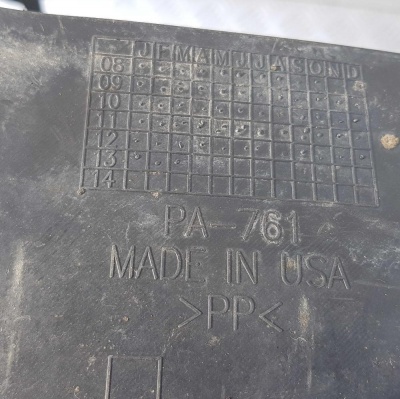 JFMAMJJASOND
08
09
10
11
12
13
14
PA-761
MADE IN USA
>PP<